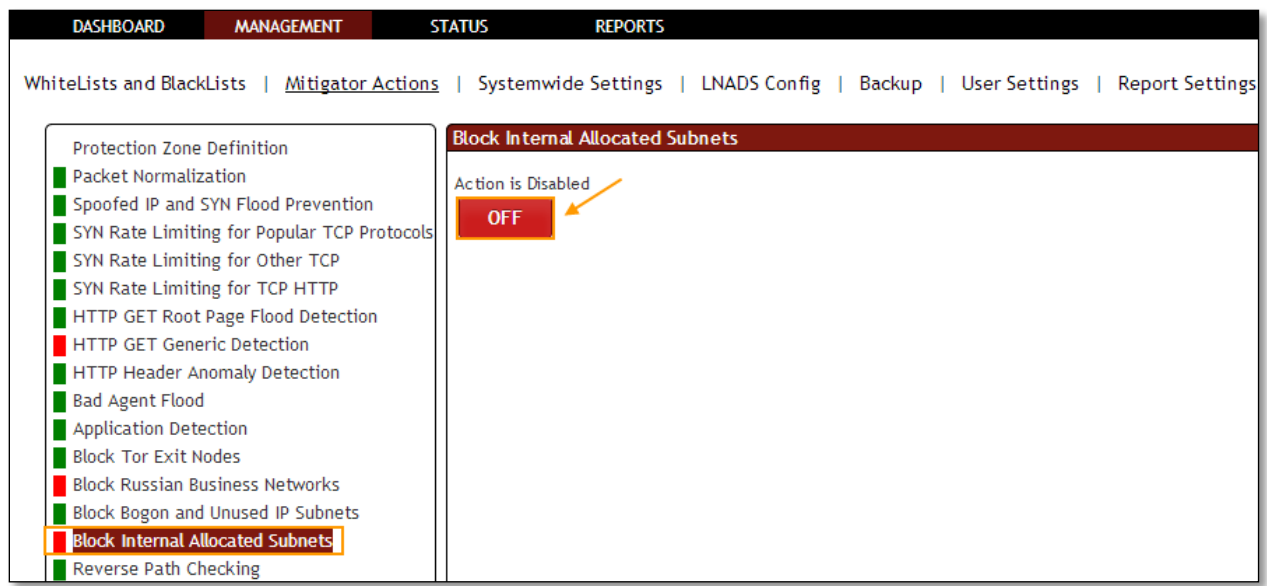 DASHBOARD MANAGEMENT STATUS REPORTS
WhiteLists and BlackLists | Mitigator Actions | Systemwide Settings | LNADS Config | Backup | User Settings | Report Settings
Protection Zone Definition
Packet Normalization
Spoofed IP and SYN Flood Prevention
SYN Rate Limiting for Popular TCP Protocols
SYN Rate Limiting for Other TCP
SYN Rate Limiting for TCP HTTP
HTTP GET Root Page Flood Detection
HTTP GET Generic Detection
HTTP Header Anomaly Detection
Bad Agent Flood
Application Detection
Block Tor Exit Nodes
Block Russian Business Networks
Block Bogon and Unused IP Subnets
Block Internal Allocated Subnets
Reverse Path Checking
Block Internal Allocated Subnets
Action is Disabled
OFF